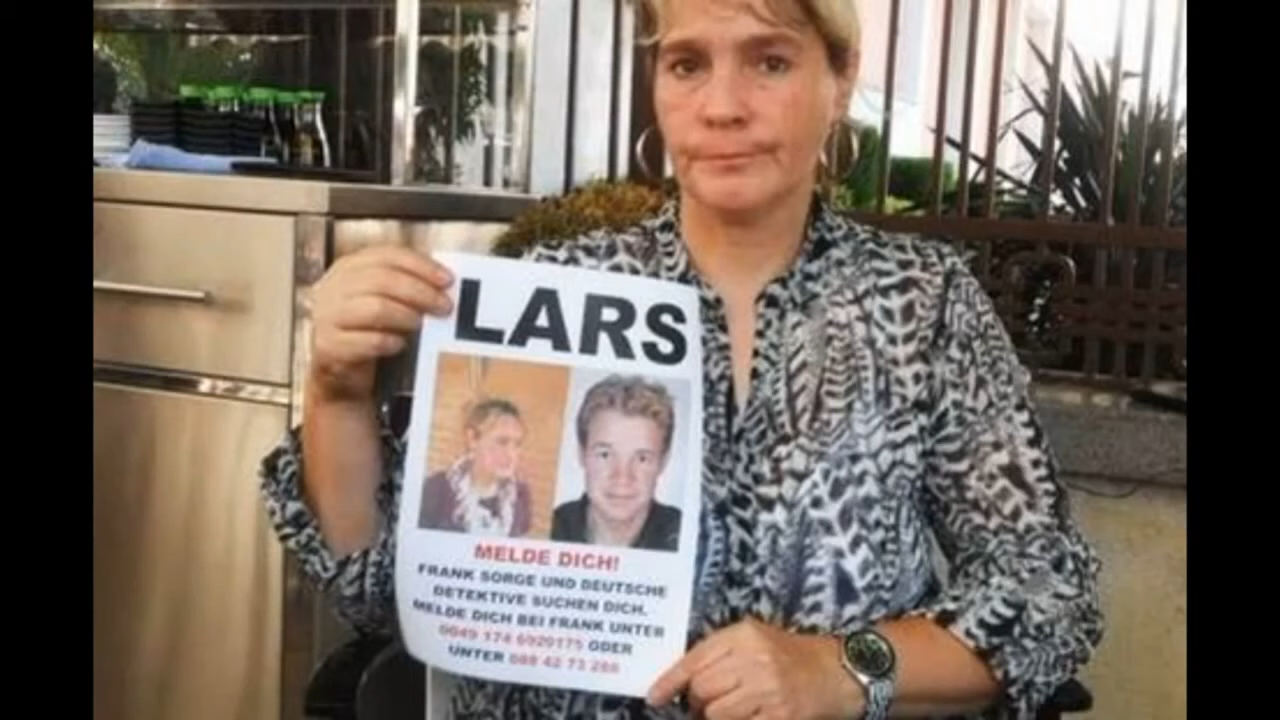 LARS
MELDE DICH!
FRANK SORGE UND DEUTSCHE
DETEKTIVE SUCHEN DICH.
MELDE DICH BEI FRANK UNTER
0049 174 6920175 ODER
UNTER 088 42 73 286